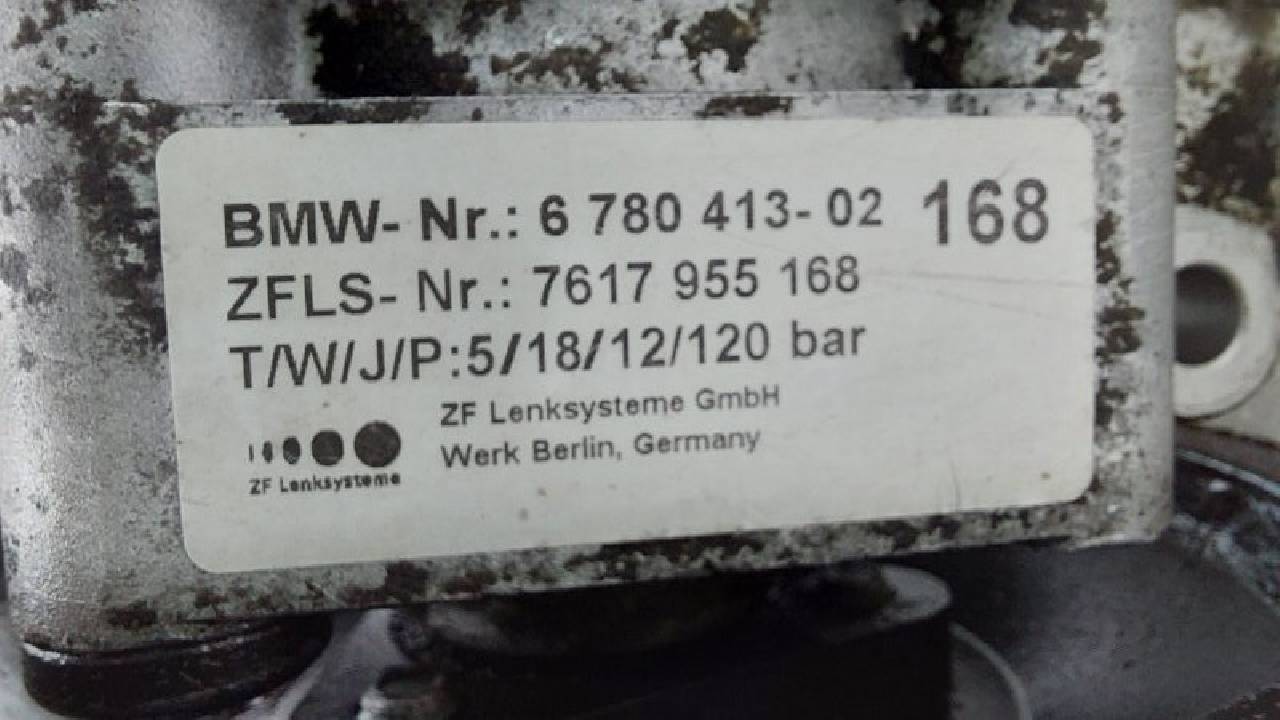 BMW- Nr.: 6 780 413- 02 168
ZFLS- Nr.: 7617 955 168
T/W/J/P:5/18/12/120 bar
ZF Lenksysteme GmbH
Werk Berlin, Germany
ZF Lenksysteme